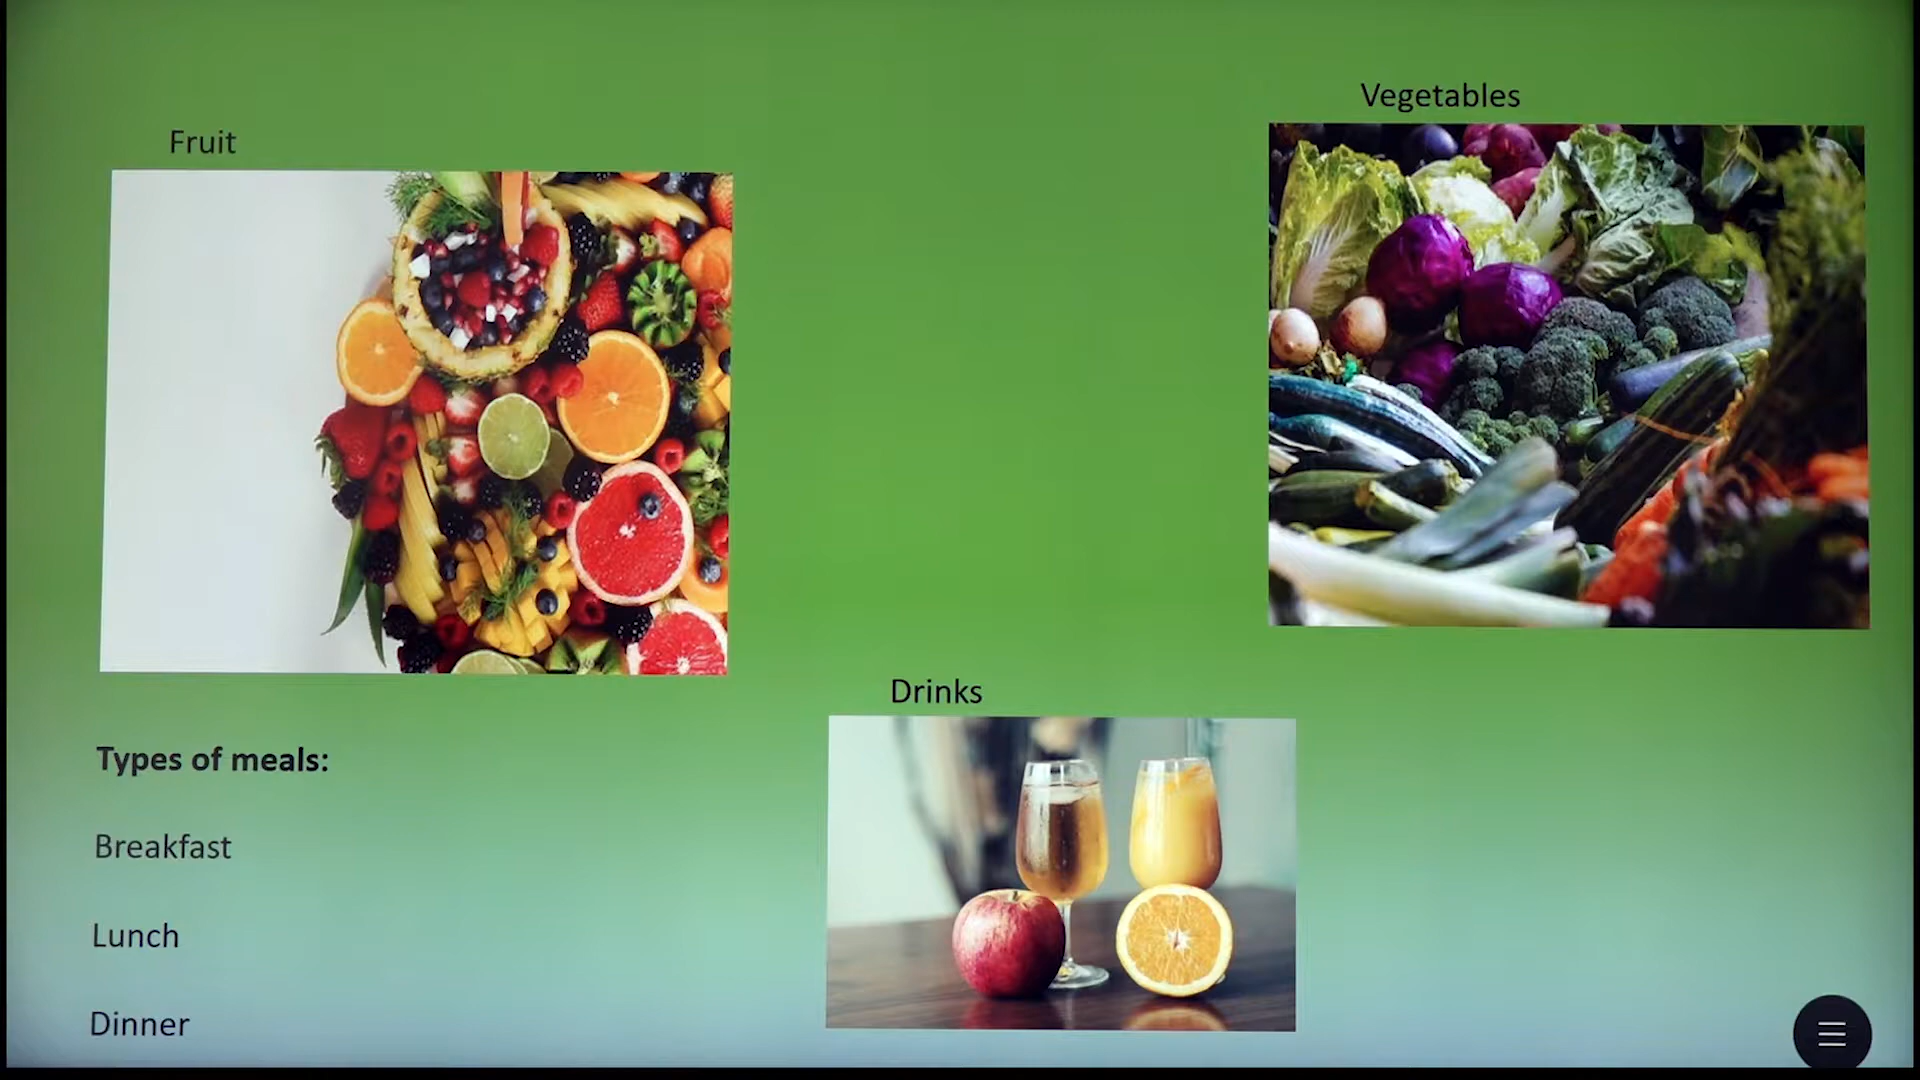 Fruit
Vegetables
Drinks
Types of meals:
Breakfast
Lunch
Dinner